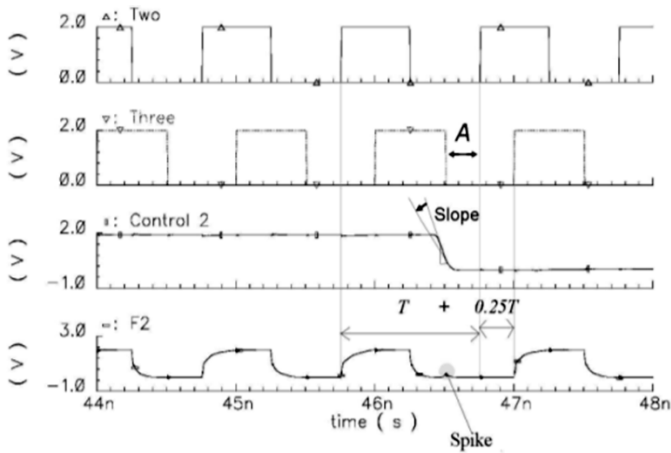 ▵: Two
2.0
( V )
0.0
▿: Three
2.0
A
( V )
0.0
▯: Control 2
2.0
Slope
( V )
-1.0
T + 0.25T
3.0
-: F2
( V )
-1.0
44n 45n 46n 47n 48n
time ( s )
Spike